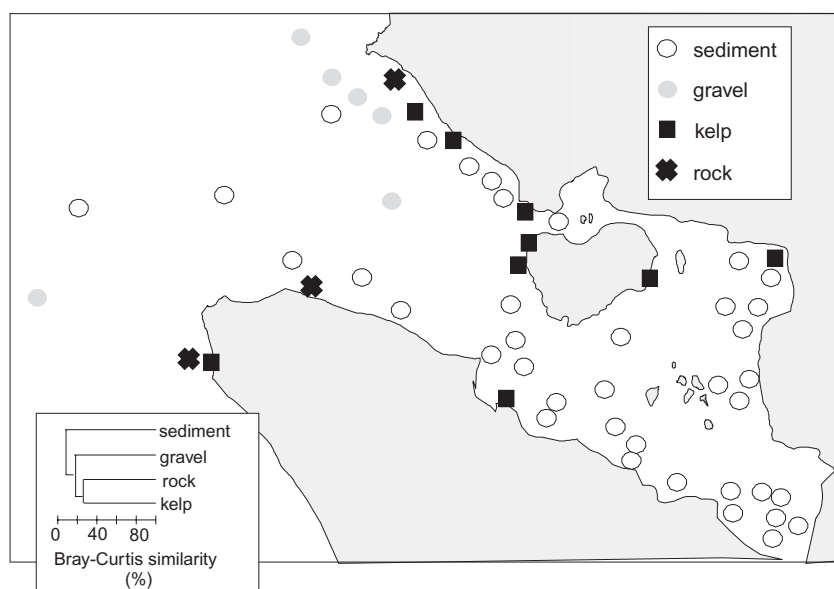 sediment
gravel
kelp
rock
sediment
gravel
rock
kelp
0 40 80
Bray-Curtis similarity
(%)